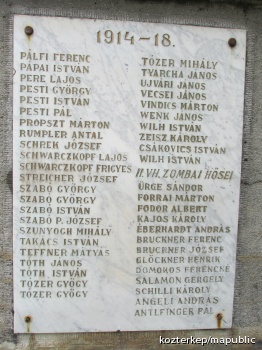 1914-18.
PÁLFI FERENC
PÁPAI ISTVÁN
PERE LAJOS
PESTI GYÖRGY
PESTI ISTVÁN
PESTI PÁL
PROPSZT MÁRTON
RUMPLER ANTAL
SCHREK JÓZSEF
SCHWARCZKOPF LAJOS
SCHWARCZKOPF FRIGYES
STREICHER JÓZSEF
SZABÓ GYÖRGY
SZABÓ GYÖRGY
SZABÓ ISTVÁN
SZABÓ P. JÓZSEF
SZUNYOGH MIHÁLY
TAKÁCS ISTVÁN
TEFFNER MÁTYÁS
TÓTH JÁNOS
TÓTH ISTVÁN
TÓZER GYÖGY
TÓZER GYÖGY
TÓZER MIHÁLY
TVARCHA JÁNOS
UJVÁRI JÁNOS
VECSEI JÁNOS
VINDICS MÁRTON
WENK JÁNOS
WILH ISTVÁN
ZEISZ KÁROLY
CSÁKOVICS ISTVÁN
WILH ISTVÁN
II. VH. ZOMBAI HŐSEI
ÜRGE SÁNDOR
FORRAI MÁRTON
FODOR ALBERT
KAJOS KÁROLY
ÉBERHARDT ANDRÁS
BRUCKNER FERENC
BRUCKNER JÓZSEF
GLÖCKNER HENRIK
DOMOKOS FERENCNÉ
SALAMON GERGELY
SCHILLI KÁROLY
ANGELI ANDRÁS
ANTLFINGER PÁL
kozterkep/mapublic